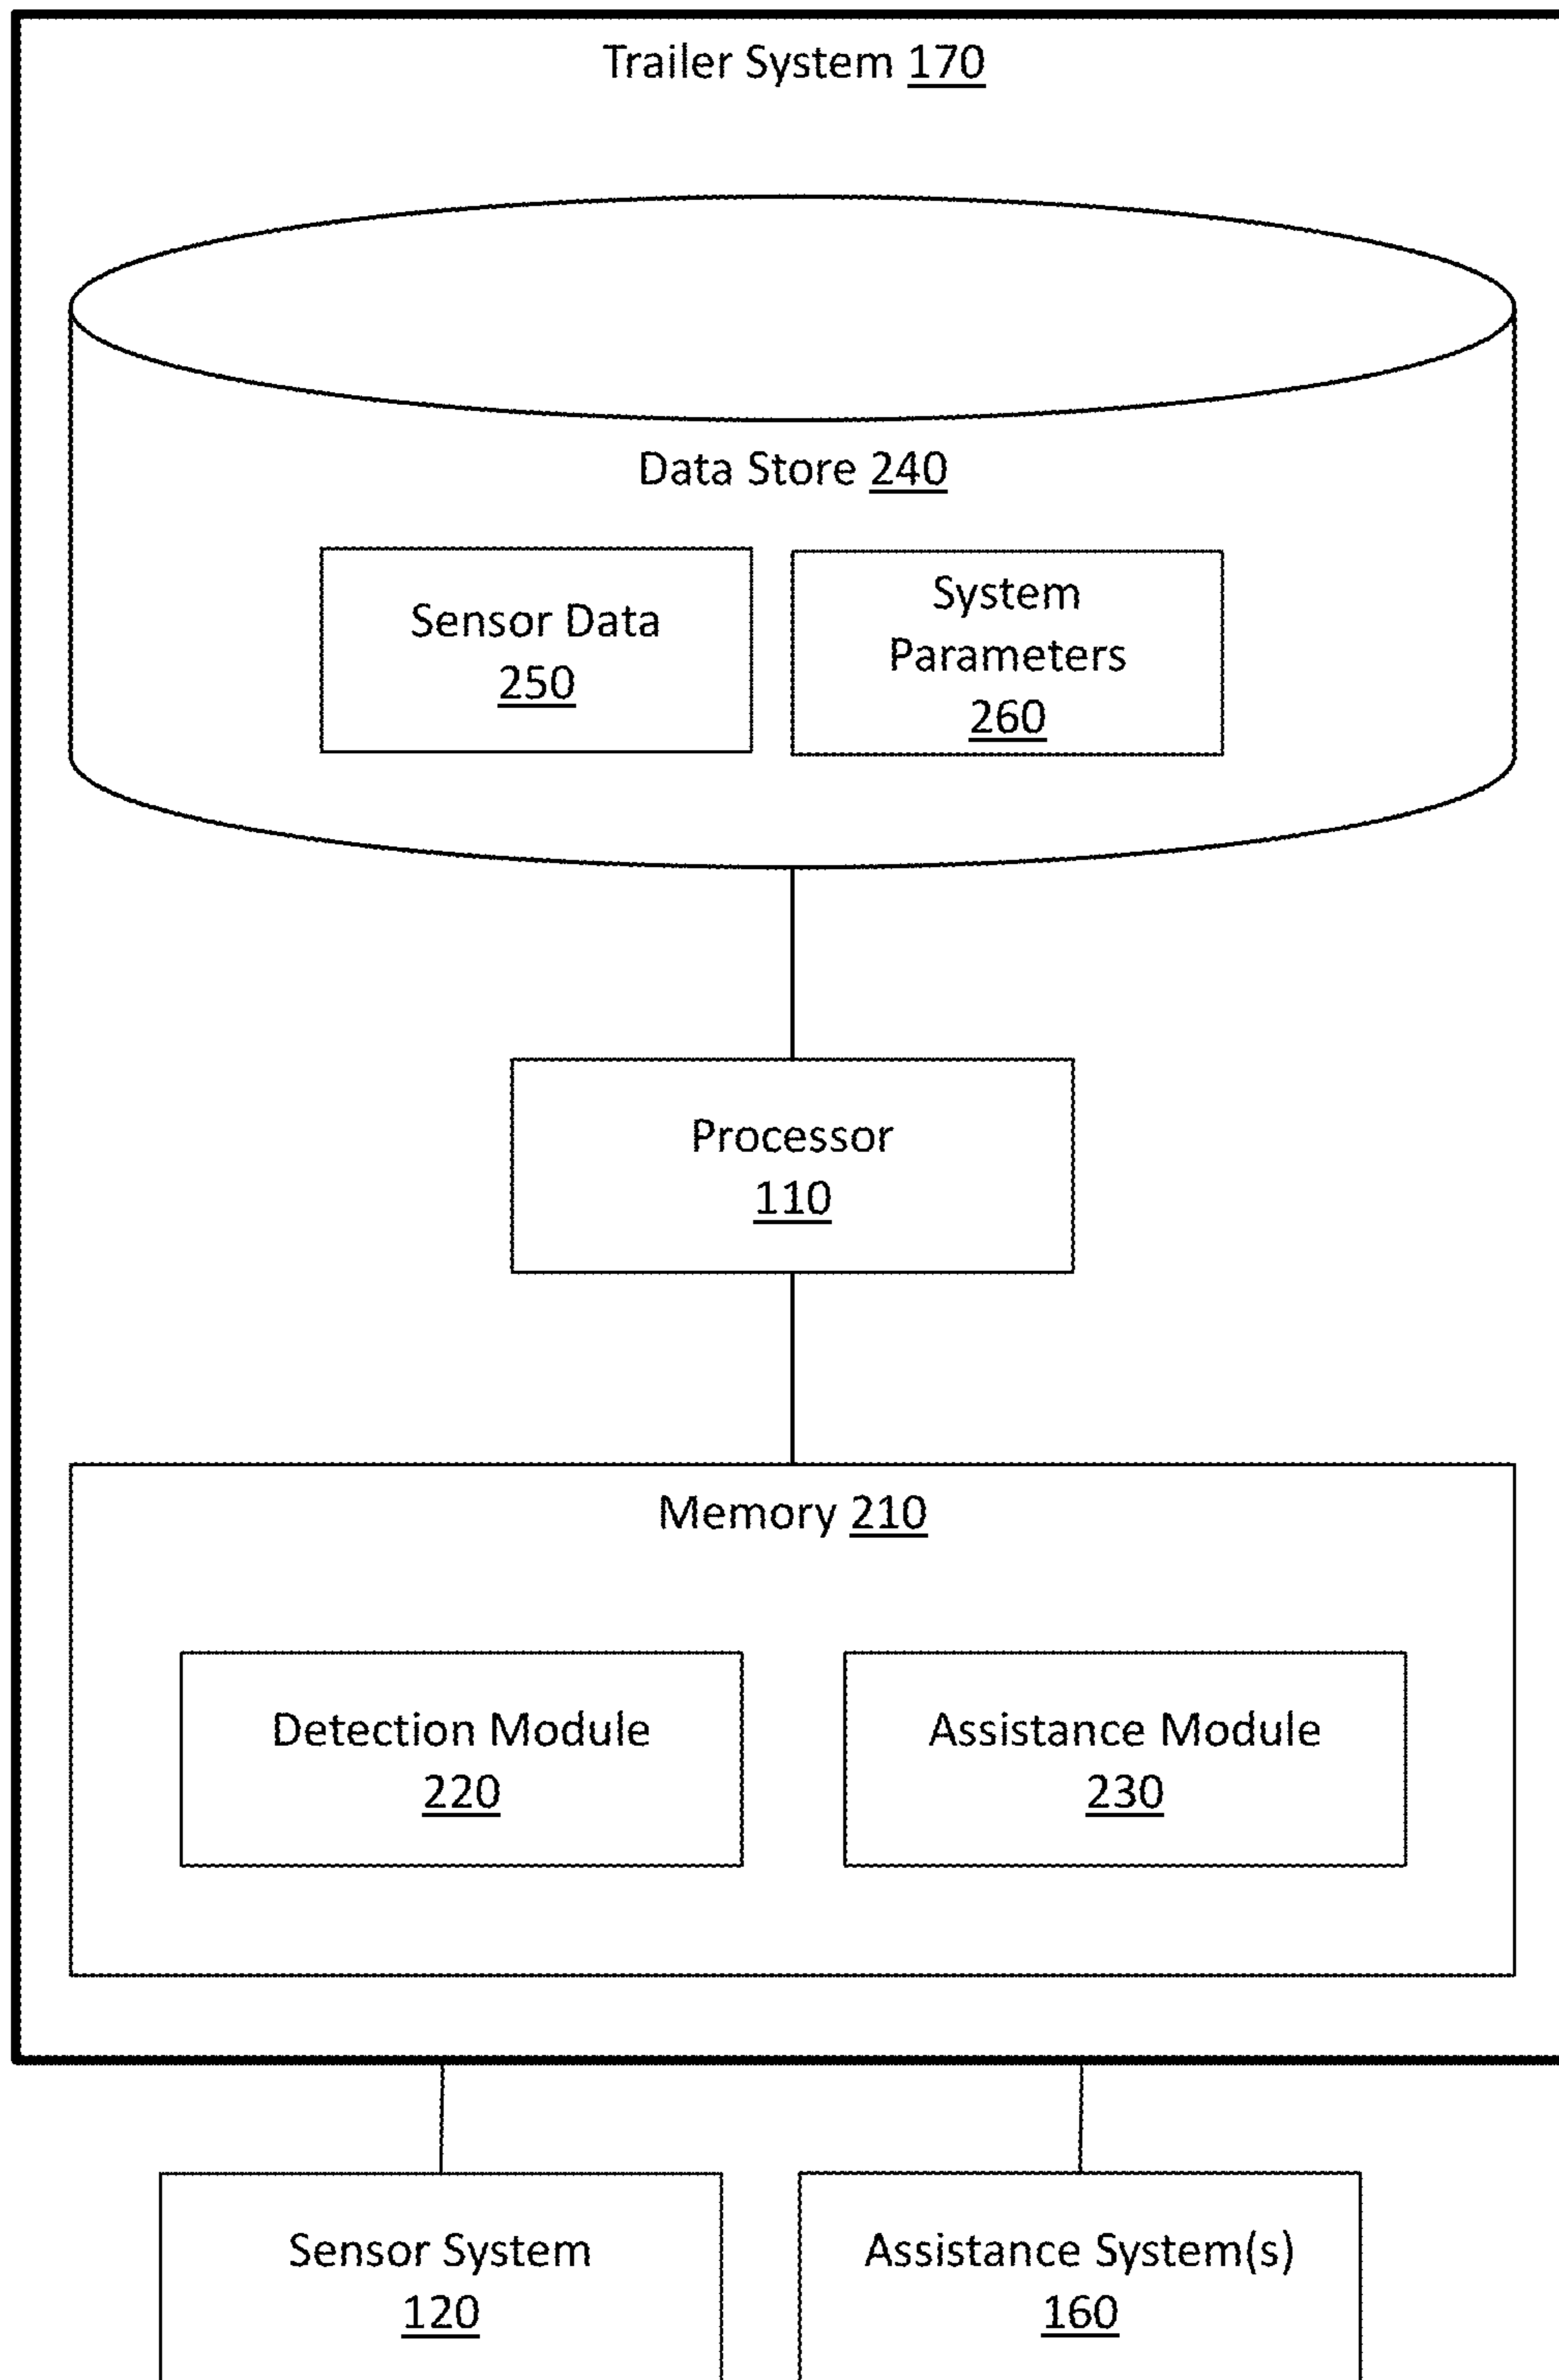 Trailer System 170
Data Store 240
Sensor Data
250
System
Parameters
260
Processor
110
Memory 210
Detection Module
220
Assistance Module
230
Sensor System
120
Assistance System(s)
160